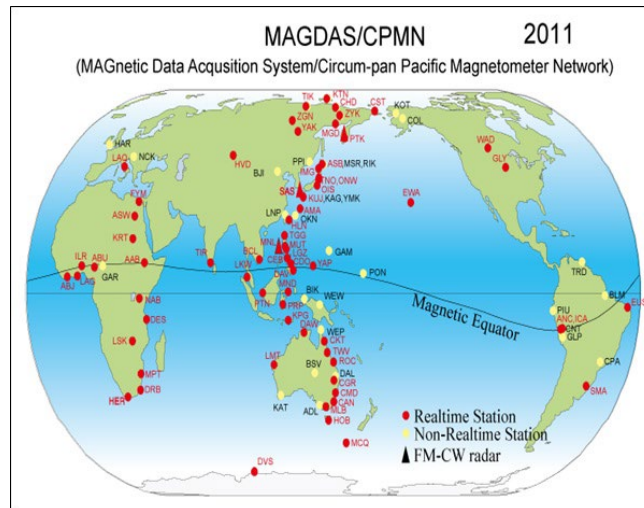 MAGDAS/CPMN 2011
(MAGnetic Data Acqusition System/Circum-pan Pacific Magnetometer Network)
KTN
TIK CHD CST
ZGN ZYK KOT
YAK MGD COL
PTK
HAR
LAQ NCK HVD PPI ASB,MSR,RIK WAD
BJI IMG TNO,ONW GLY
SAS OIS
FYM KUJ,KAG,YMK EWA
ASW AMA
LNP OKN
HLN
KRT TGG
MNL MUT GAM
ILR ABU AAB TIR BCL LGZ TRD
CEB CDO YAP
ABJ LAG GAR LKW DAV PON
NAB PTN MND BIK BLM
PRP WEW PIU EUS
DES KPG Magnetic Equator ANC,ICA
DAW WEP CNT
LSK CKT GLP
LMT TWV
BSV ROC CPA
MPT DAL
CGR
DRB CMD SMA
HER KAT ADL CAN
MLB
HOB
MCQ
Realtime Station
Non-Realtime Station
FM-CW radar
DVS